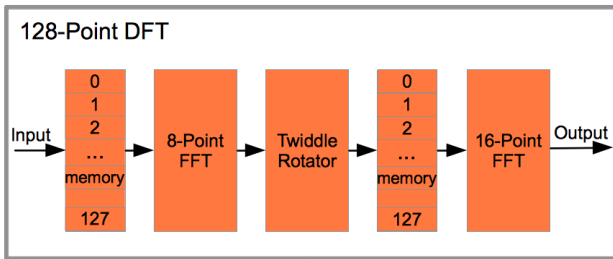 128-Point DFT
Input
0
1
2
...
memory
127
8-Point
FFT
Twiddle
Rotator
0
1
2
...
memory
127
16-Point
FFT
Output